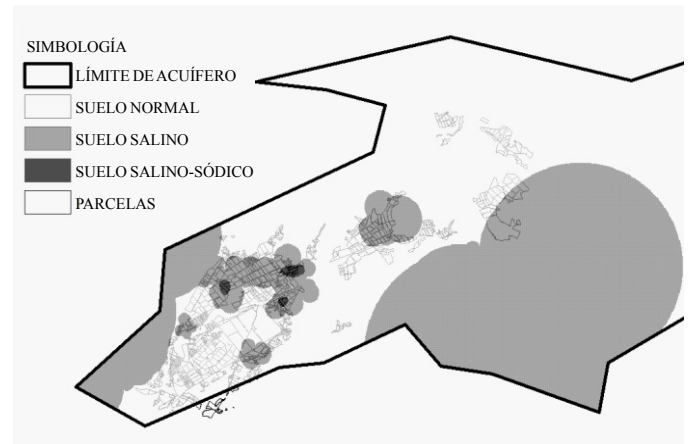 SIMBOLOGÍA
LÍMITE DE ACUÍFERO
SUELO NORMAL
SUELO SALINO
SUELO SALINO-SÓDICO
PARCELAS